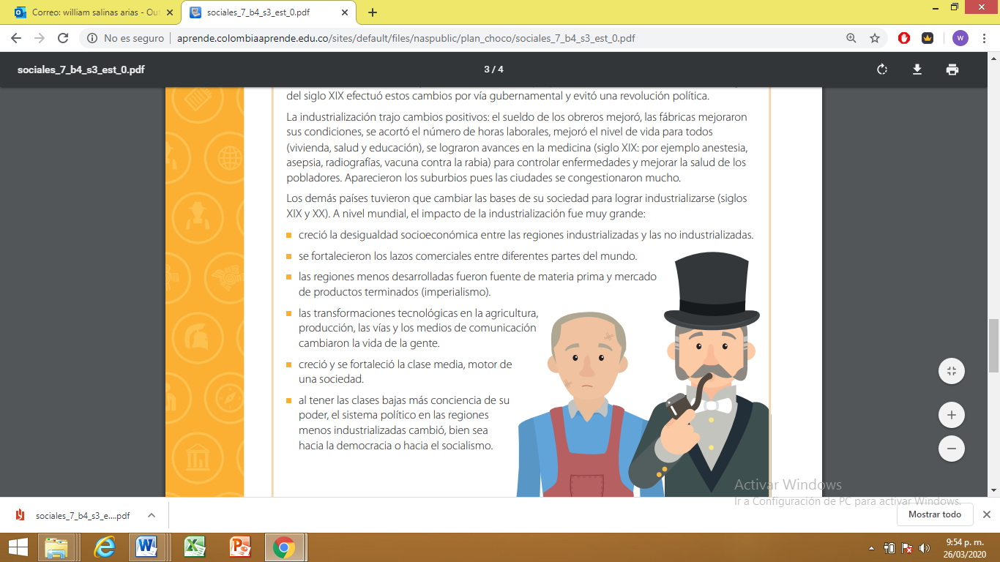 Correo: william salinas arias - Ou
sociales_7_b4_s3_est_0.pdf
No es seguro
aprende.colombiaaprende.edu.co/sites/default/files/naspublic/plan_choco/sociales_7_b4_s3_est_0.pdf
W
sociales_7_b4_s3_est_0.pdf
3 / 4
del siglo XIX efectuó estos cambios por vía gubernamental y evitó una revolución política.
La industrialización trajo cambios positivos: el sueldo de los obreros mejoró, las fábricas mejoraron
sus condiciones, se acortó el número de horas laborales, mejoró el nivel de vida para todos
(vivienda, salud y educación), se lograron avances en la medicina (siglo XIX: por ejemplo anestesia,
asepsia, radiografías, vacuna contra la rabia) para controlar enfermedades y mejorar la salud de los
pobladores. Aparecieron los suburbios pues las ciudades se congestionaron mucho.
Los demás países tuvieron que cambiar las bases de su sociedad para lograr industrializarse (siglos
XIX y XX). A nivel mundial, el impacto de la industrialización fue muy grande:
creció la desigualdad socioeconómica entre las regiones industrializadas y las no industrializadas.
se fortalecieron los lazos comerciales entre diferentes partes del mundo.
las regiones menos desarrolladas fueron fuente de materia prima y mercado
de productos terminados (imperialismo).
las transformaciones tecnológicas en la agricultura,
producción, las vías y los medios de comunicación
cambiaron la vida de la gente.
creció y se fortaleció la clase media, motor de
una sociedad.
al tener las clases bajas más conciencia de su
poder, el sistema político en las regiones
menos industrializadas cambió, bien sea
hacia la democracia o hacia el socialismo.
Activar Windows
Ir a Configuración de PC para activar Windows.
sociales_7_b4_s3_e....pdf
Mostrar todo
9:54 p. m.
26/03/2020